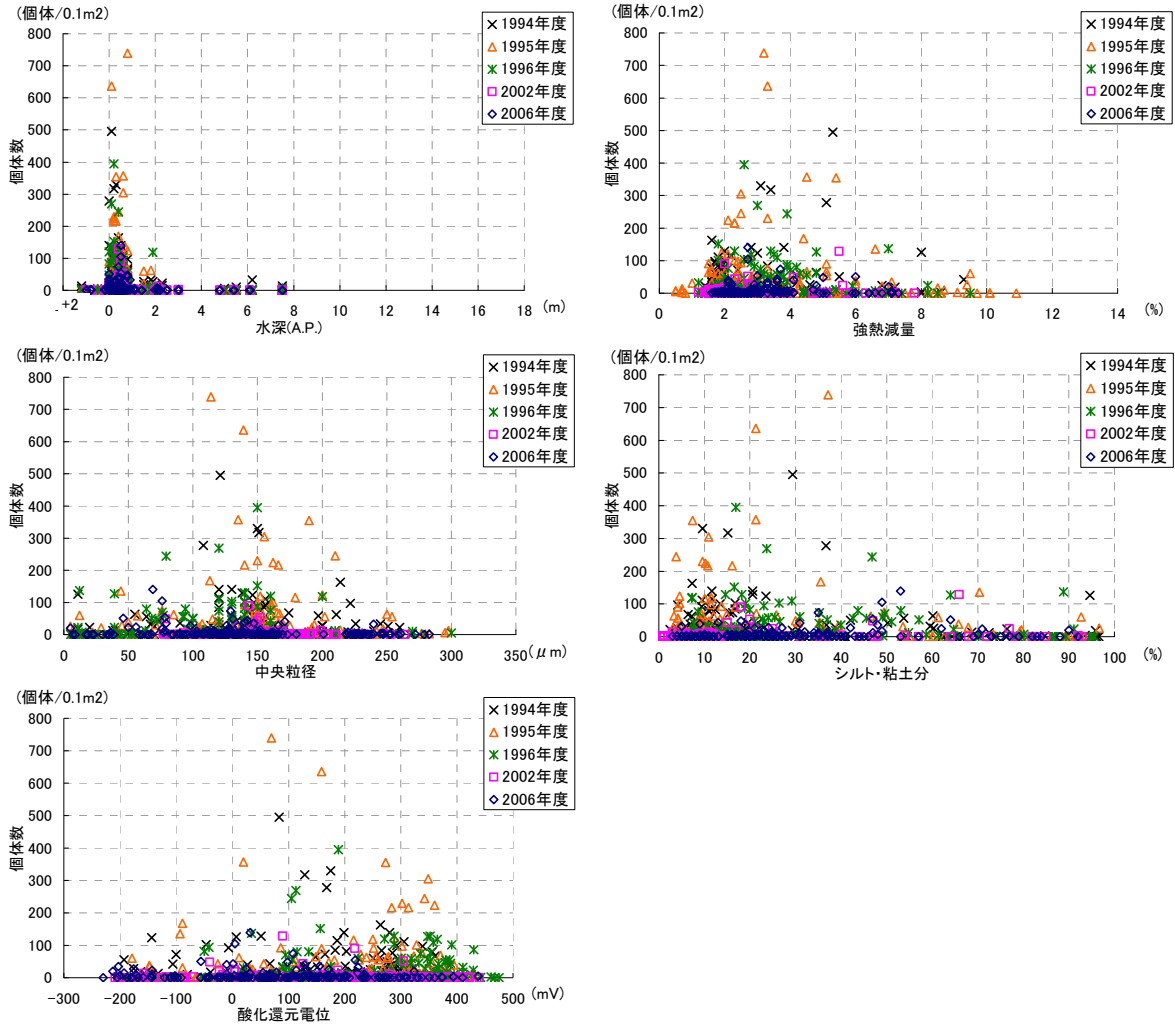 (個体/0.1m2)
800
700
600
500
400
300
200
100
0
個体数
-+2 0 2 4 6 8 10 12 14 16 18
(m)
水深(A.P.)
×1994年度
△1995年度
1996年度
□2002年度
◇2006年度
(個体/0.1m2)
800
700
600
500
400
300
200
100
0
個体数
0 2 4 6 8 10 12 14
(%)
強熱減量
×1994年度
△1995年度
1996年度
□2002年度
◇2006年度
(個体/0.1m2)
800
700
600
500
400
300
200
100
0
個体数
0 50 100 150 200 250 300 350
(μm)
中央粒径
×1994年度
△1995年度
1996年度
□2002年度
◇2006年度
(個体/0.1m2)
800
700
600
500
400
300
200
100
0
個体数
0 10 20 30 40 50 60 70 80 90 100
(%)
シルト・粘土分
×1994年度
△1995年度
1996年度
□2002年度
◇2006年度
(個体/0.1m2)
800
700
600
500
400
300
200
100
0
個体数
-300 -200 -100 0 100 200 300 400 500
(mV)
酸化還元電位
×1994年度
△1995年度
1996年度
□2002年度
◇2006年度